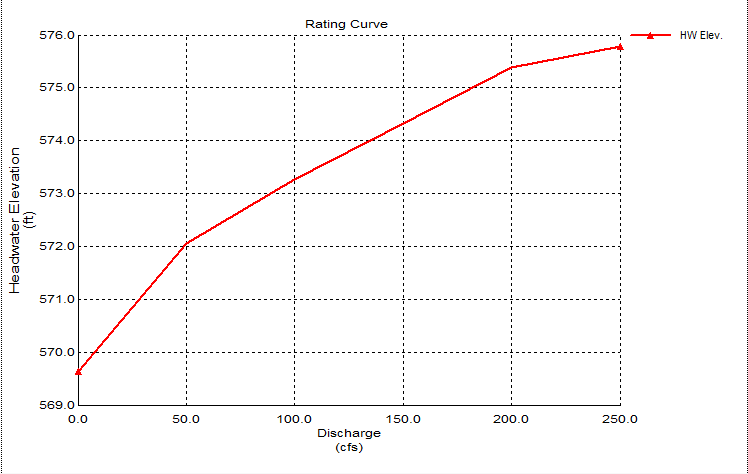 Rating Curve
HW Elev.
576.0
575.0
574.0
573.0
572.0
571.0
570.0
569.0
Headwater Elevation
(ft)
0.0 50.0 100.0 150.0 200.0 250.0
Discharge
(cfs)